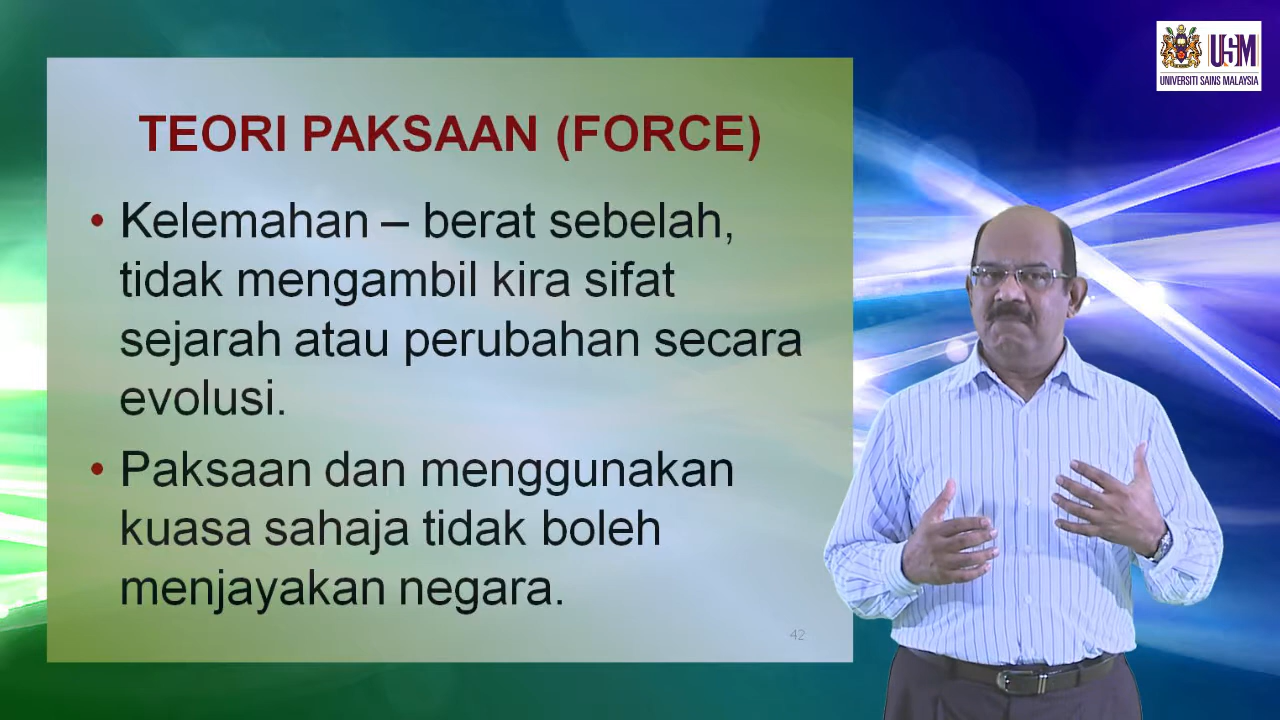 USM
UNIVERSITI SAINS MALAYSIA
TEORI PAKSAAN (FORCE)
• Kelemahan – berat sebelah,
tidak mengambil kira sifat
sejarah atau perubahan secara
evolusi.
• Paksaan dan menggunakan
kuasa sahaja tidak boleh
menjayakan negara.
42